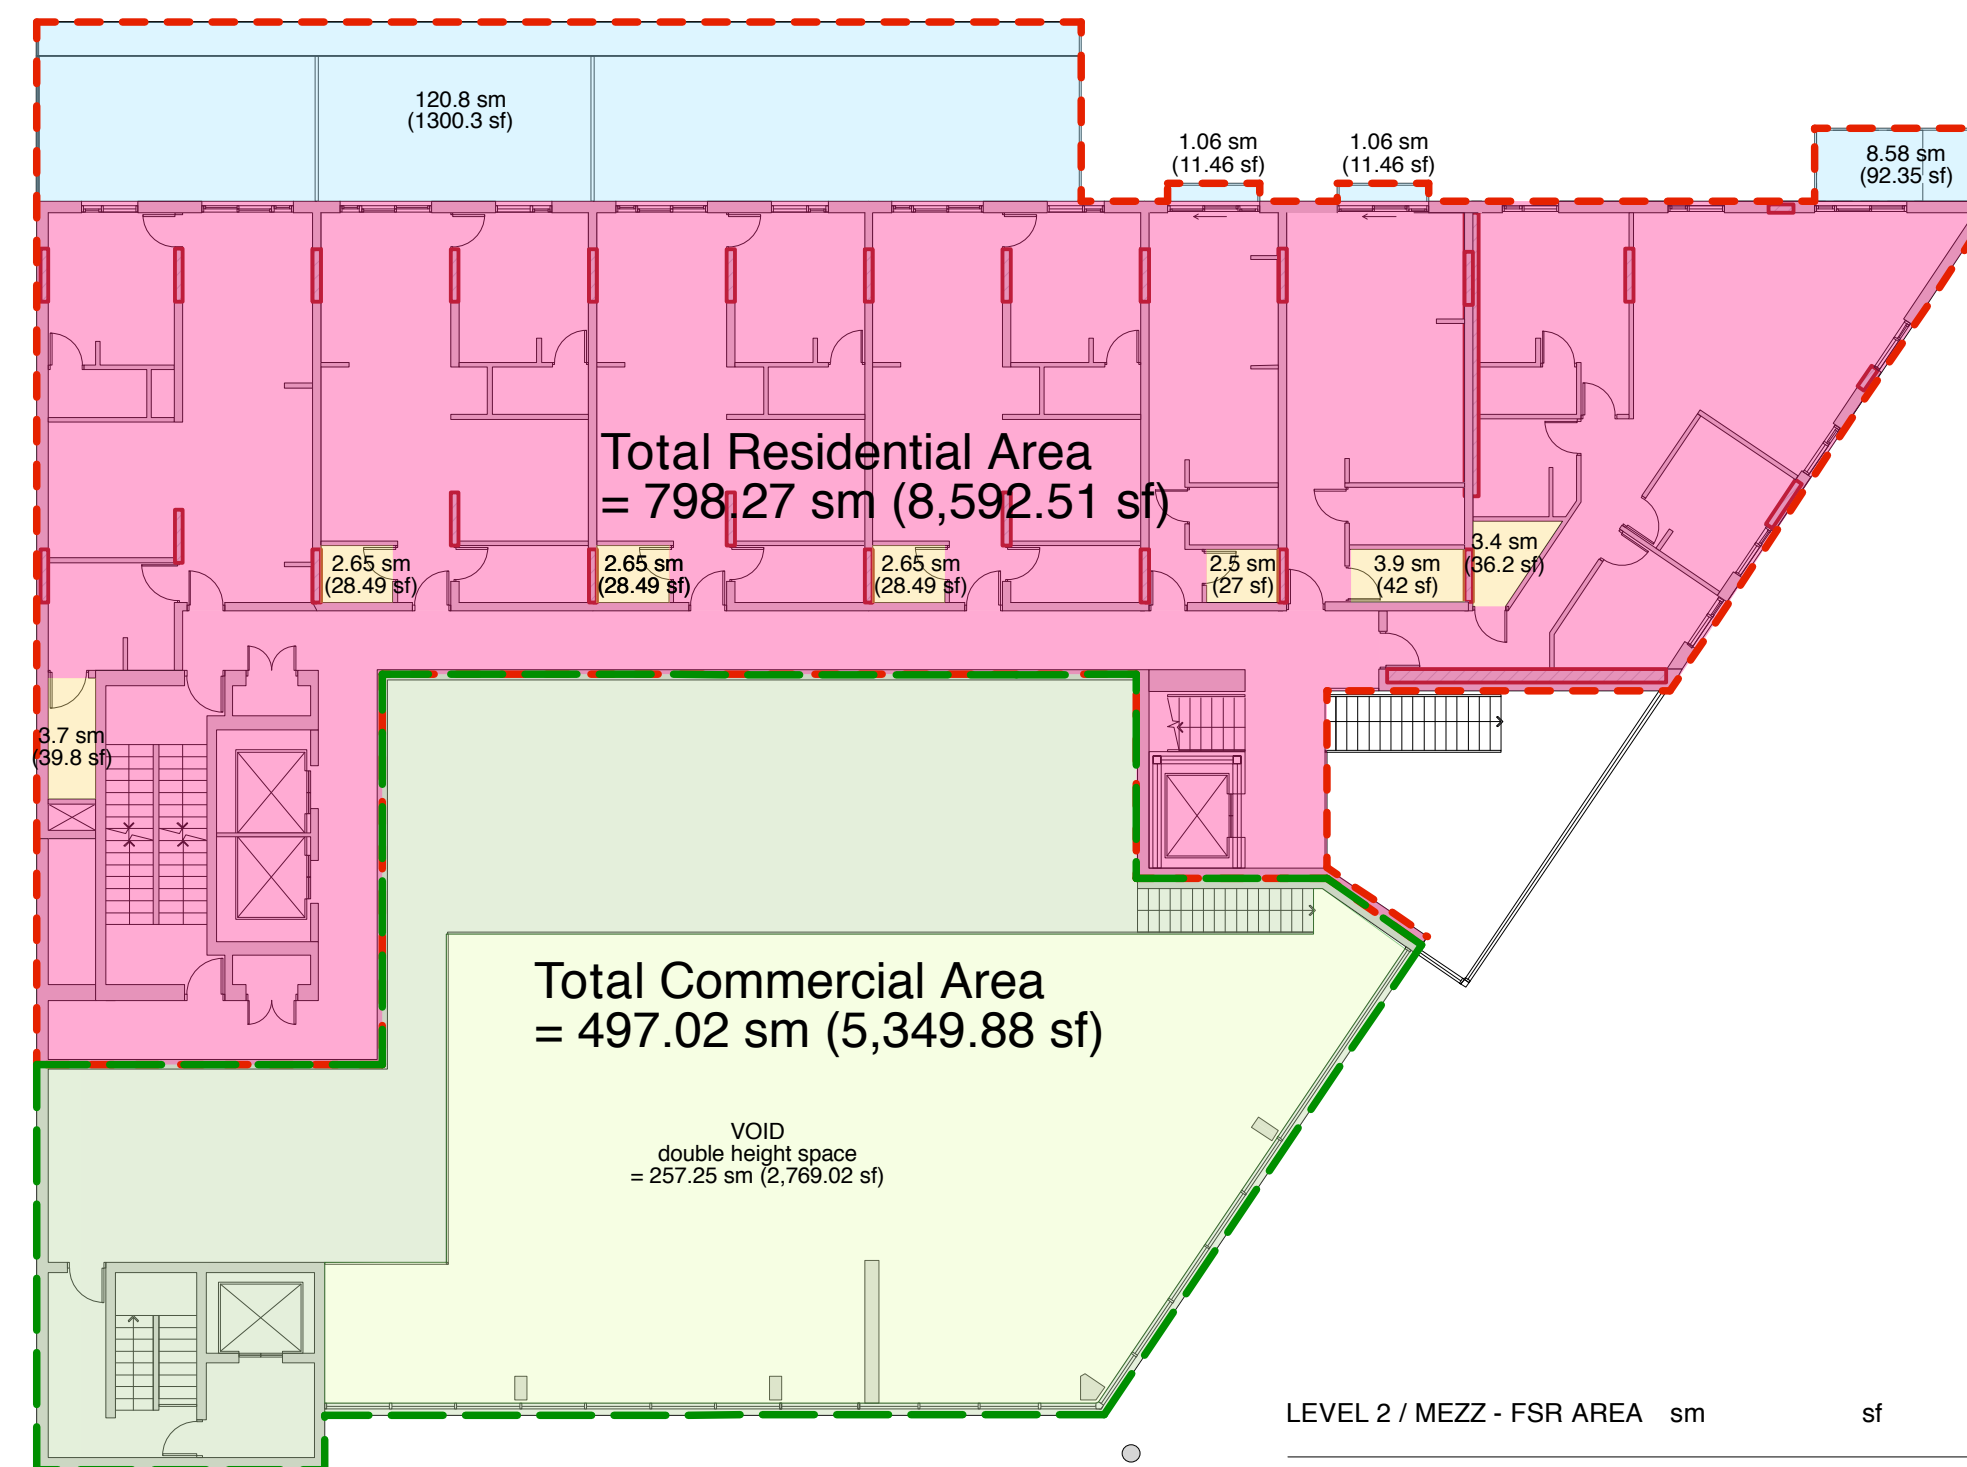 120.8 sm
(1300.3 sf)
1.06 sm
(11.46 sf)
1.06 sm
(11.46 sf)
8.58 sm
(92.35 sf)
Total Residential Area
= 798.27 sm (8,592.51 sf)
2.65 sm
(28.49 sf)
2.65 sm
(28.49 sf)
2.65 sm
(28.49 sf)
2.5 sm
(27 sf)
3.9 sm
(42 sf)
3.4 sm
(36.2 sf)
3.7 sm
(39.8 sf)
Total Commercial Area
= 497.02 sm (5,349.88 sf)
VOID
double height space
= 257.25 sm (2,769.02 sf)
LEVEL 2 / MEZZ - FSR AREA sm sf